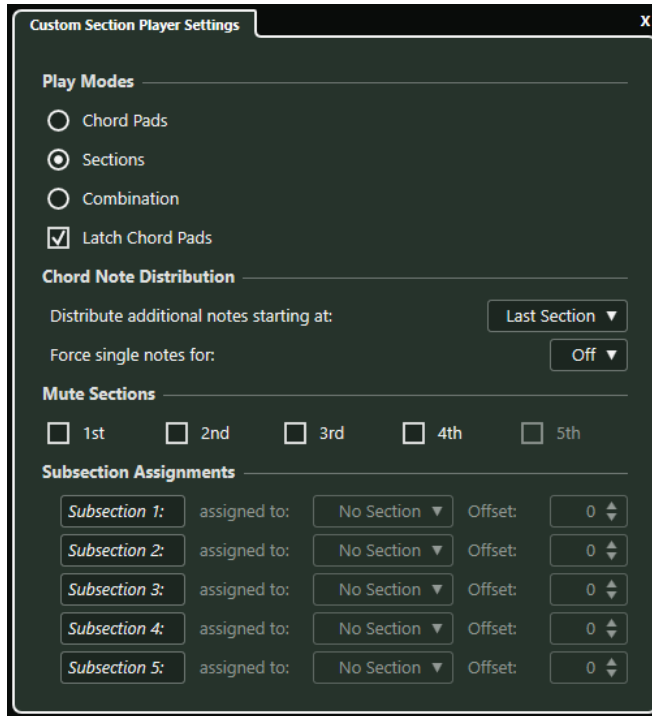 Custom Section Player Settings X
Play Modes
Chord Pads
Sections
Combination
Latch Chord Pads
Chord Note Distribution
Distribute additional notes starting at: Last Section
Force single notes for: Off
Mute Sections
1st 2nd 3rd 4th 5th
Subsection Assignments
Subsection 1: assigned to: No Section Offset: 0
Subsection 2: assigned to: No Section Offset: 0
Subsection 3: assigned to: No Section Offset: 0
Subsection 4: assigned to: No Section Offset: 0
Subsection 5: assigned to: No Section Offset: 0